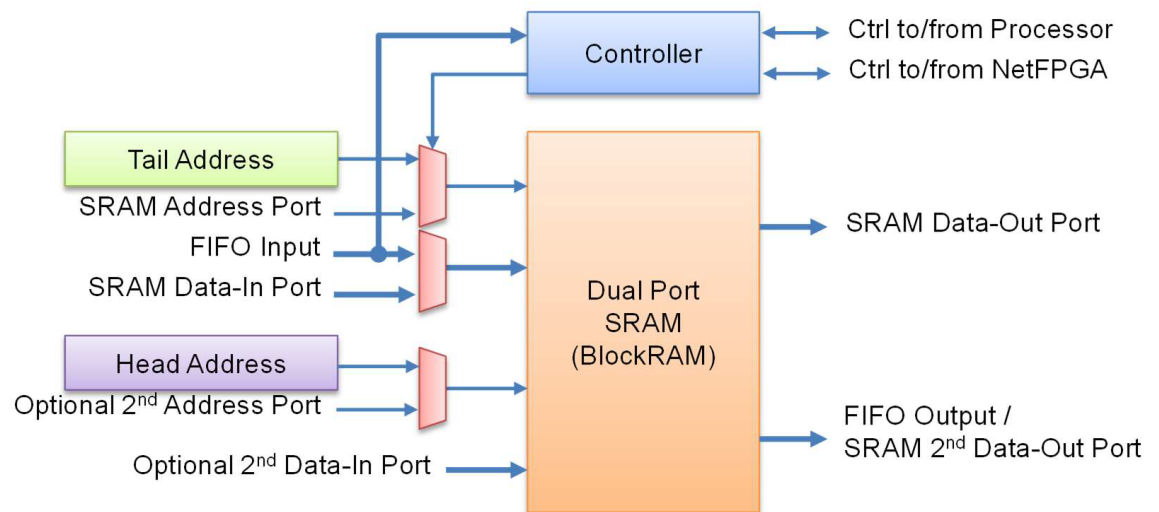 Controller
Ctrl to/from Processor
Ctrl to/from NetFPGA
Tail Address
SRAM Address Port
FIFO Input
SRAM Data-In Port
Head Address
Optional 2nd Address Port
Optional 2nd Data-In Port
Dual Port
SRAM
(BlockRAM)
SRAM Data-Out Port
FIFO Output /
SRAM 2nd Data-Out Port